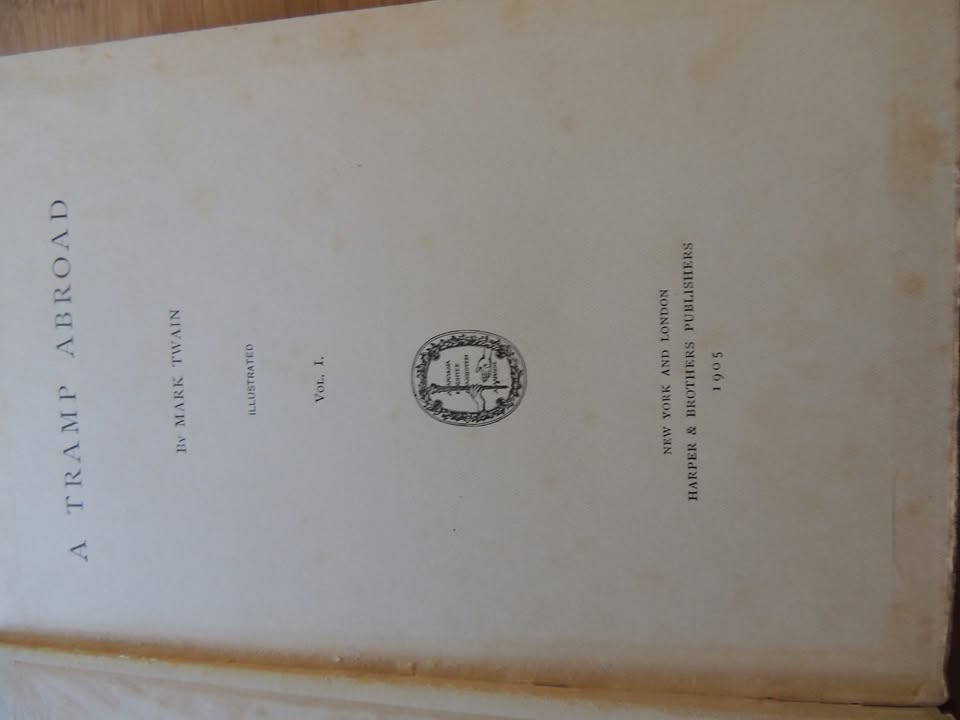 A TRAMP ABROAD
By MARK TWAIN
ILLUSTRATED
Vol. I.
NEW YORK AND LONDON
HARPER & BROTHERS PUBLISHERS
1905